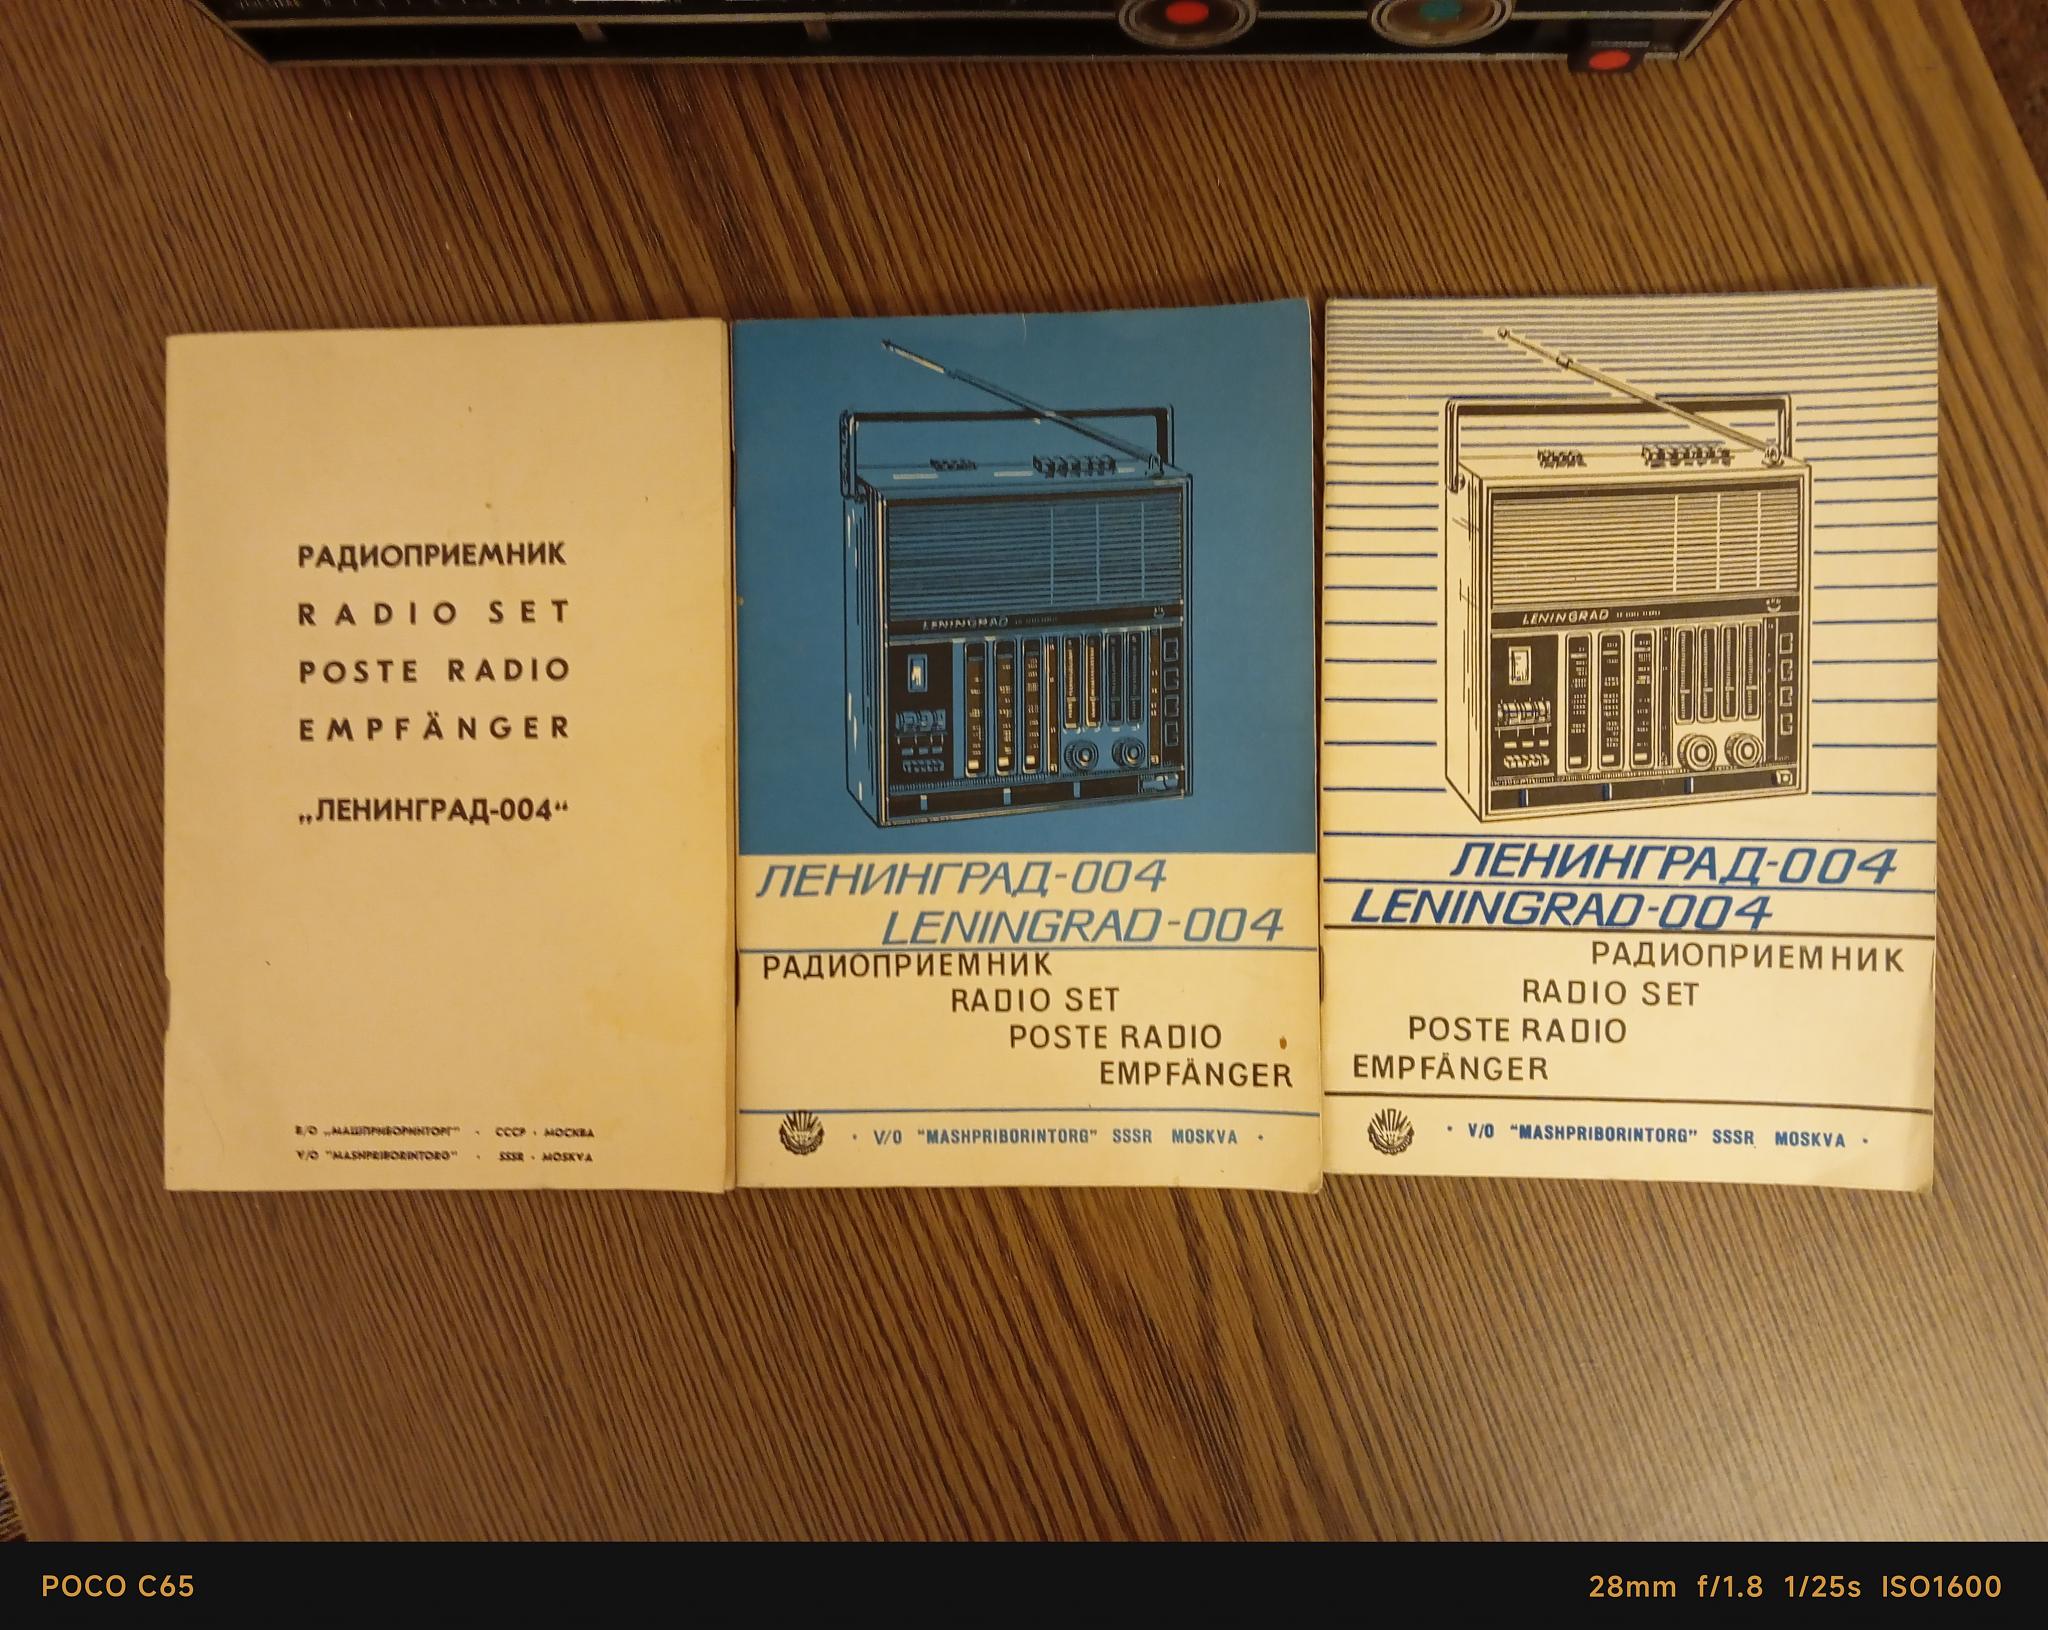 РАДИОПРИЕМНИК
RADIO SET
POSTE RADIO
EMPFÄNGER
„ЛЕНИНГРАД-004“
В/О „МАШПРИБОРИНТОРГ“ · СССР · МОСКВА
V/O "MASHPRIBORINTORG" · SSSR · MOSKVA
LENINGRAD
ЛЕНИНГРАД-004
LENINGRAD-004
РАДИОПРИЕМНИК
RADIO SET
POSTE RADIO
EMPFÄNGER
· V/O "MASHPRIBORINTORG" SSSR MOSKVA ·
LENINGRAD
ЛЕНИНГРАД-004
LENINGRAD-004
РАДИОПРИЕМНИК
RADIO SET
POSTE RADIO
EMPFÄNGER
· V/O "MASHPRIBORINTORG" SSSR MOSKVA ·
POCO C65
28mm f/1.8 1/25s ISO1600